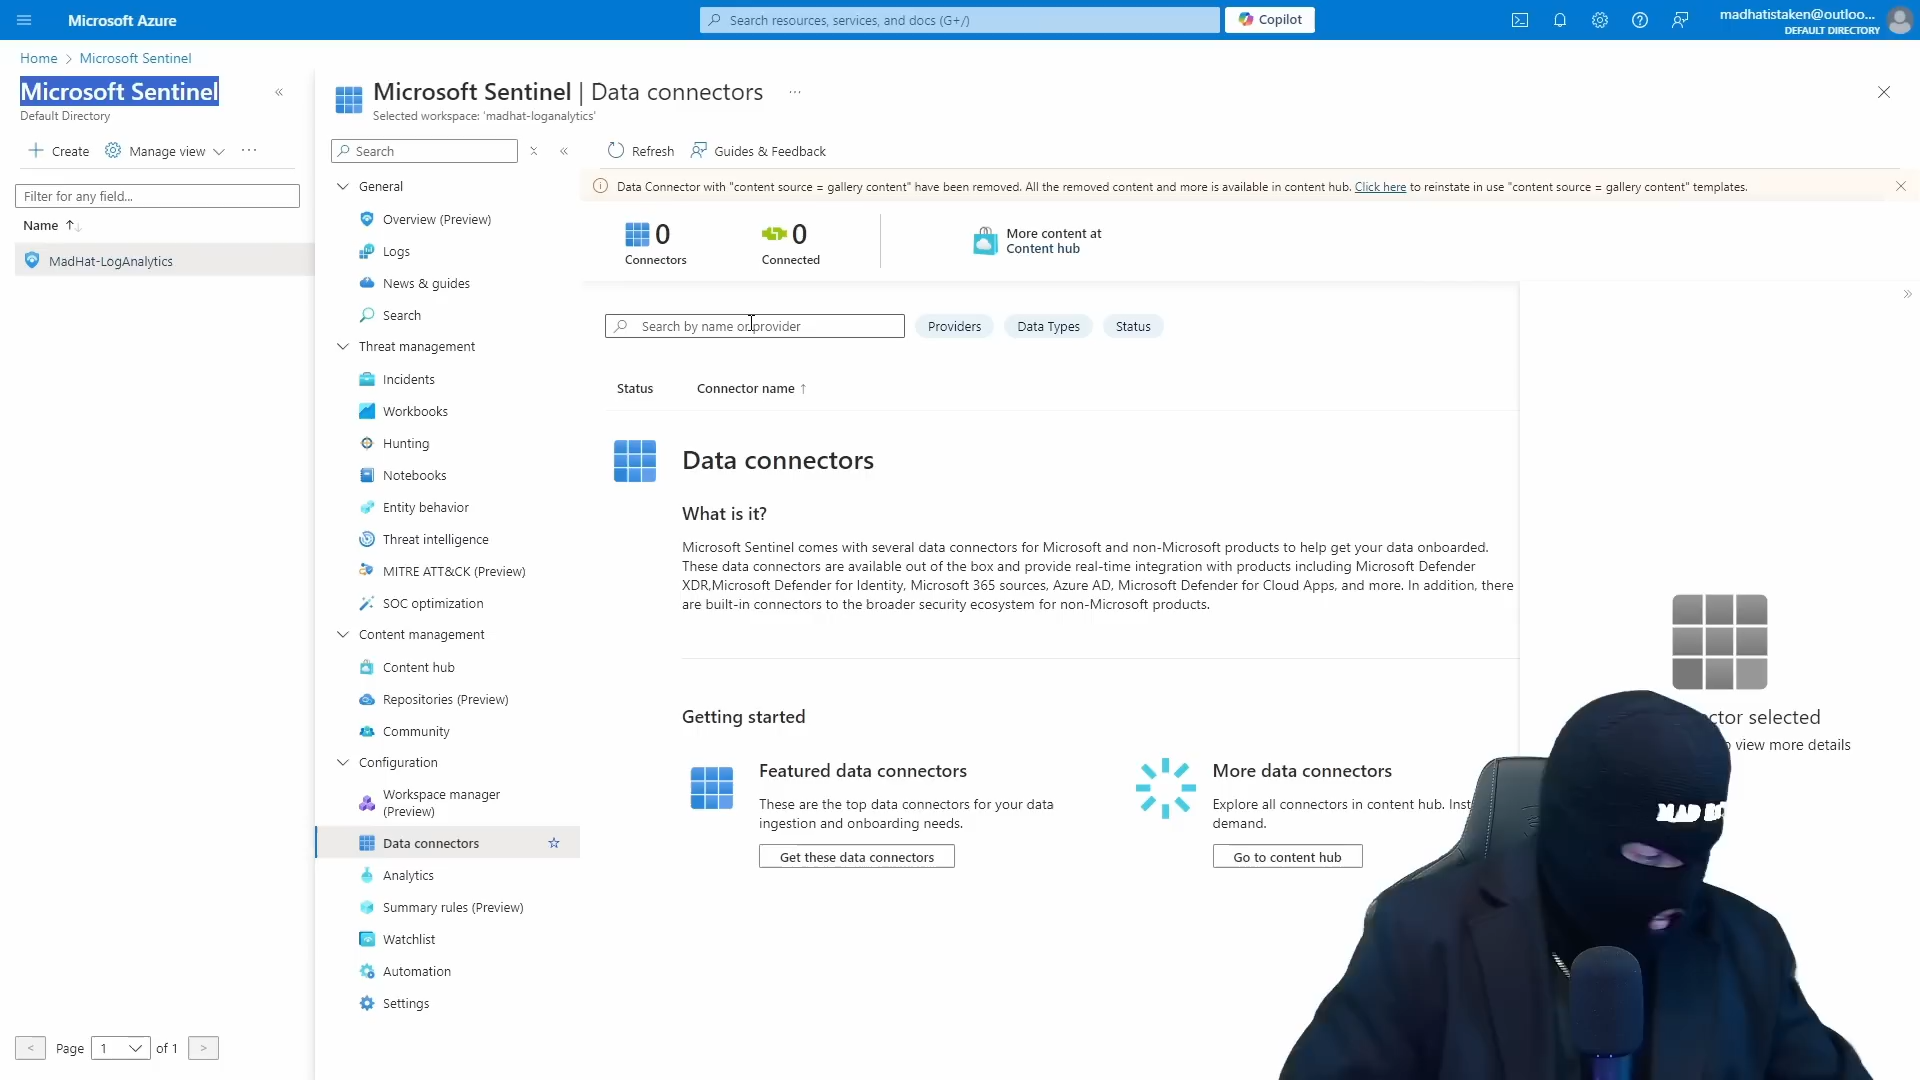 Microsoft Azure
Search resources, services, and docs (G+/)
Copilot
madhatistaken@outloo...
DEFAULT DIRECTORY
Home > Microsoft Sentinel
Microsoft Sentinel
Default Directory
Create
Manage view
Filter for any field...
Name
MadHat-LogAnalytics
< Page 1 of 1 >
Microsoft Sentinel | Data connectors
Selected workspace: 'madhat-loganalytics'
Search
General
Overview (Preview)
Logs
News & guides
Search
Threat management
Incidents
Workbooks
Hunting
Notebooks
Entity behavior
Threat intelligence
MITRE ATT&CK (Preview)
SOC optimization
Content management
Content hub
Repositories (Preview)
Community
Configuration
Workspace manager
(Preview)
Data connectors
Analytics
Summary rules (Preview)
Watchlist
Automation
Settings
Refresh
Guides & Feedback
Data Connector with "content source = gallery content" have been removed. All the removed content and more is available in content hub. Click here to reinstate in use "content source = gallery content" templates.
0
Connectors
0
Connected
More content at
Content hub
Search by name or provider
Providers
Data Types
Status
Status
Connector name ↑
Data connectors
What is it?
Microsoft Sentinel comes with several data connectors for Microsoft and non-Microsoft products to help get your data onboarded.
These data connectors are available out of the box and provide real-time integration with products including Microsoft Defender
XDR,Microsoft Defender for Identity, Microsoft 365 sources, Azure AD, Microsoft Defender for Cloud Apps, and more. In addition, there
are built-in connectors to the broader security ecosystem for non-Microsoft products.
Getting started
Featured data connectors
These are the top data connectors for your data
ingestion and onboarding needs.
Get these data connectors
More data connectors
Explore all connectors in content hub. Inst
demand.
Go to content hub
ctor selected
view more details
MAD